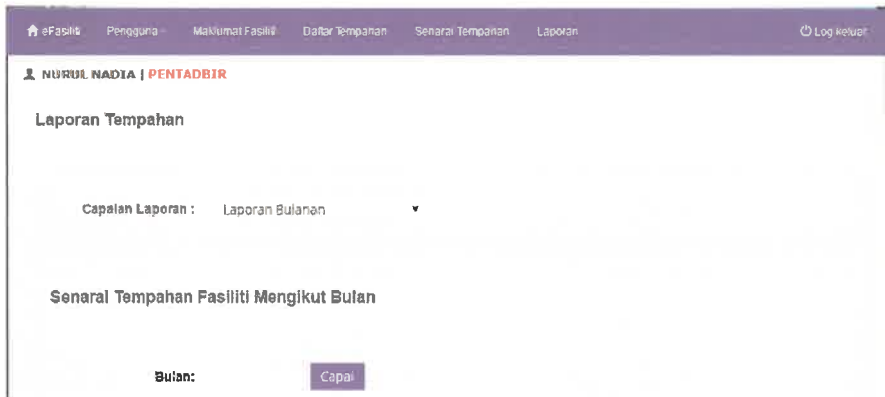 eFasiliti Pengguna Maklumat Fasiliti Daftar Tempahan Senarai Tempahan Laporan Log keluar
NURUL NADIA | PENTADBIR
Laporan Tempahan
Capaian Laporan : Laporan Bulanan
Senarai Tempahan Fasiliti Mengikut Bulan
Bulan: Capai